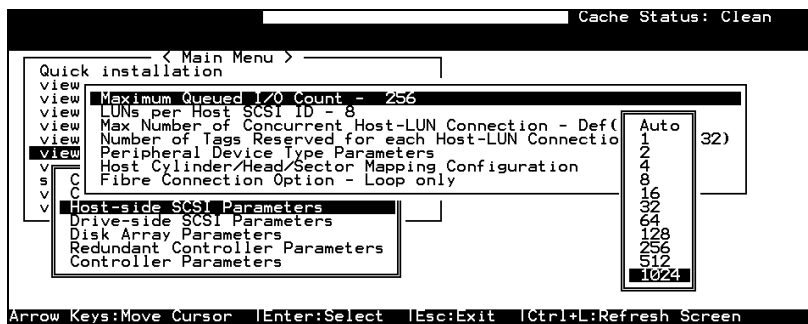 Cache Status: Clean
< Main Menu >
Quick installation
view
view Maximum Queued I/O Count - 256
view LUNs per Host SCSI ID - 8
view Max Number of Concurrent Host-LUN Connection - Def(
view Number of Tags Reserved for each Host-LUN Connectio 32)
view Peripheral Device Type Parameters
v Host Cylinder/Head/Sector Mapping Configuration
s C Fibre Connection Option - Loop only
v C
v Host-side SCSI Parameters
Drive-side SCSI Parameters
Disk Array Parameters
Redundant Controller Parameters
Controller Parameters
Auto
1
2
4
8
16
32
64
128
256
512
1024
Arrow Keys:Move Cursor |Enter:Select |Esc:Exit |Ctrl+L:Refresh Screen